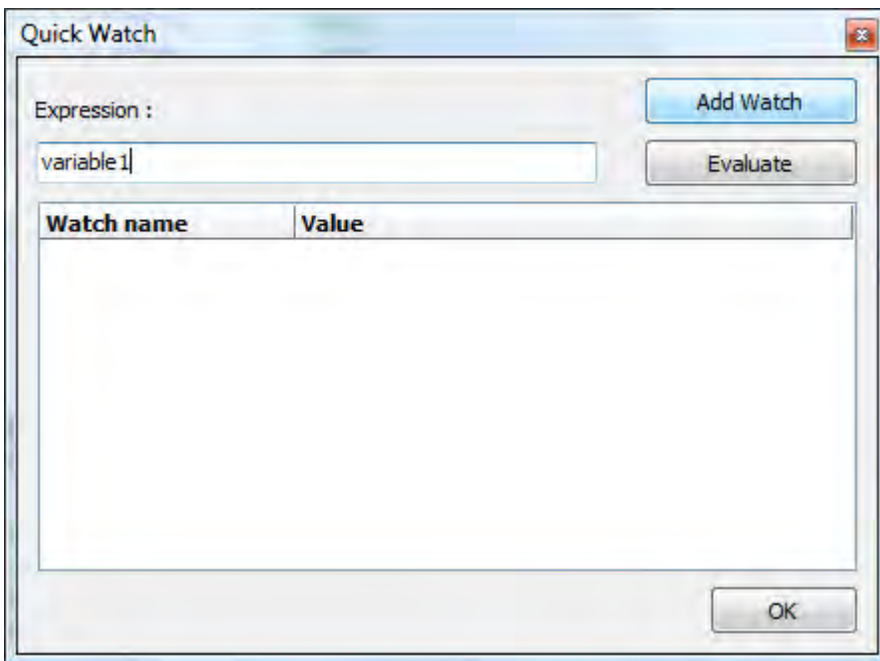 Quick Watch
Expression :
Add Watch
variable1
Evaluate
Watch name Value
OK